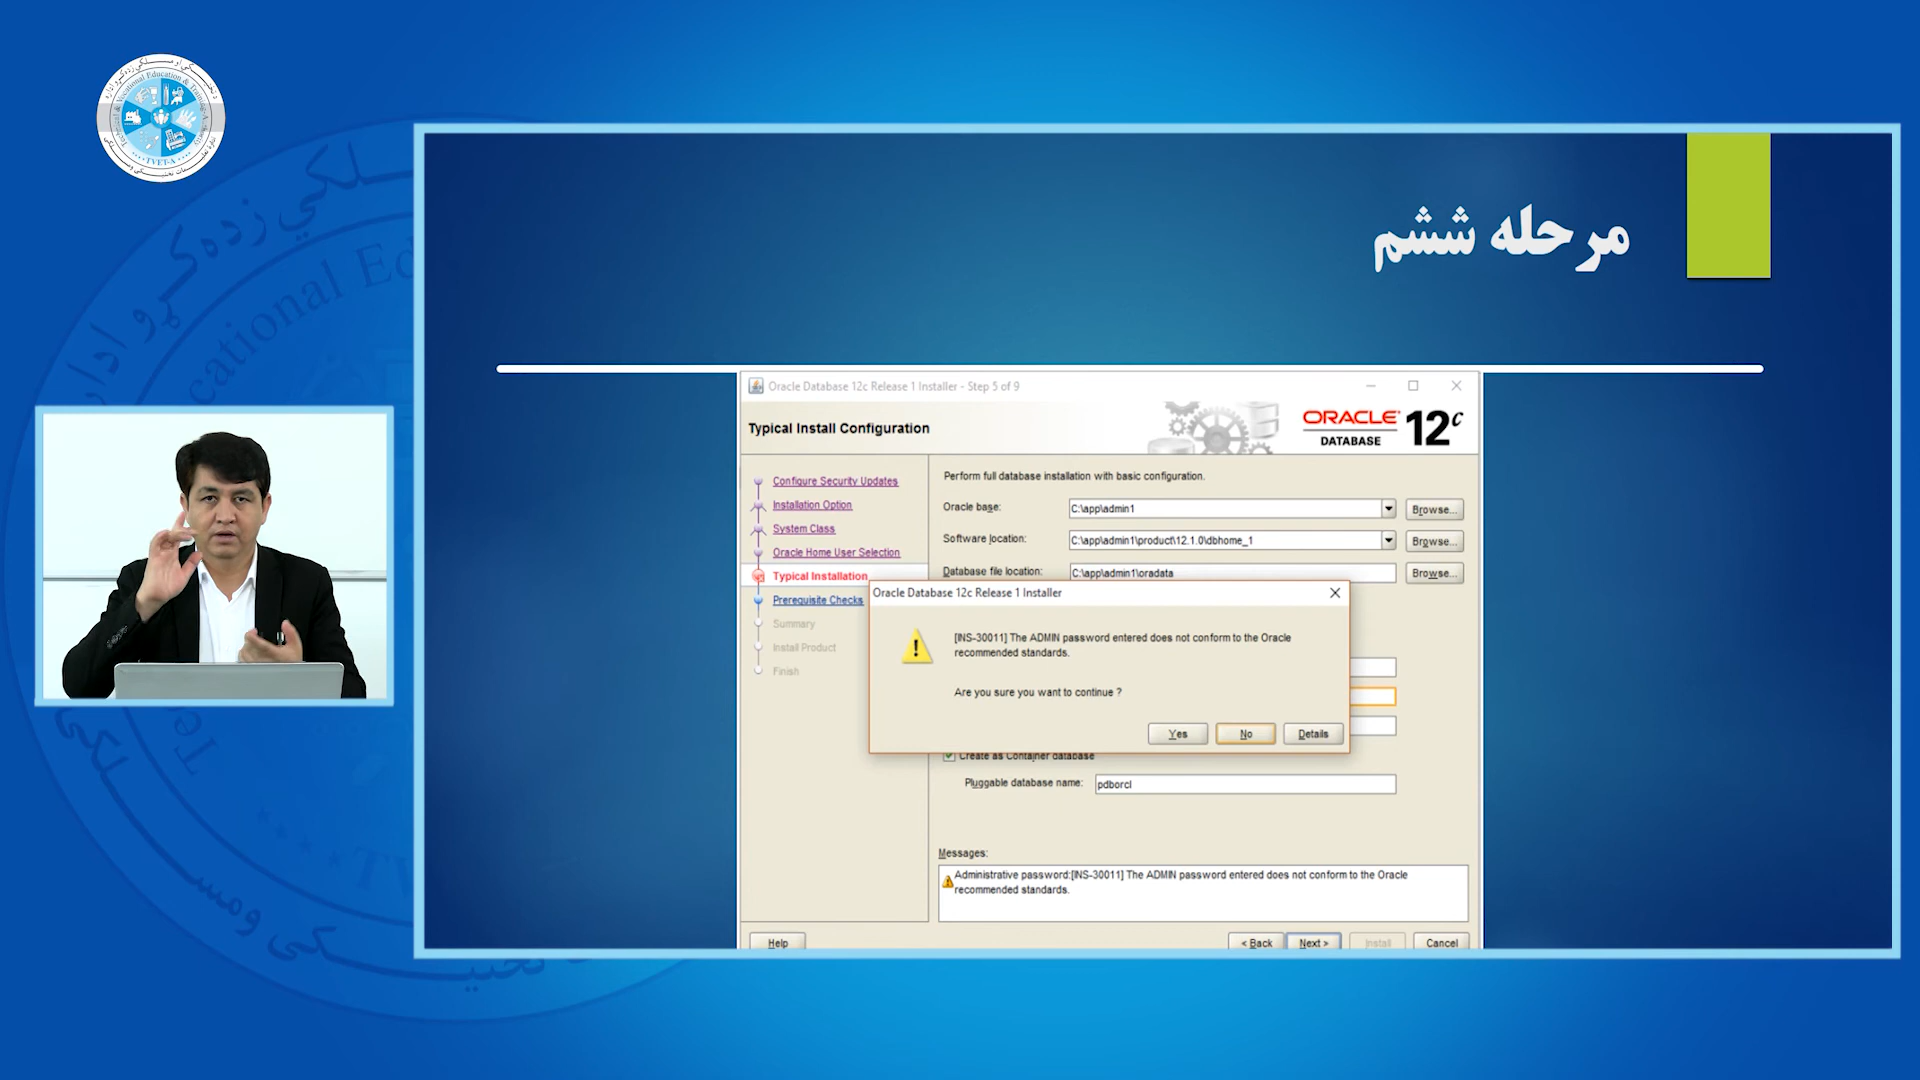 Technical & Vocational Education & Training Authority
TVET-A
مرحله ششم
Oracle Database 12c Release 1 Installer - Step 5 of 9
Typical Install Configuration
ORACLE DATABASE 12c
Configure Security Updates
Installation Option
System Class
Oracle Home User Selection
Typical Installation
Prerequisite Checks
Summary
Install Product
Finish
Perform full database installation with basic configuration.
Oracle base: C:\app\admin1 Browse...
Software location: C:\app\admin1\product\12.1.0\dbhome_1 Browse...
Database file location: C:\app\admin1\oradata Browse...
Oracle Database 12c Release 1 Installer
[INS-30011] The ADMIN password entered does not conform to the Oracle
recommended standards.
Are you sure you want to continue ?
Yes No Details
Create as Container database
Pluggable database name: pdborcl
Messages:
Administrative password:[INS-30011] The ADMIN password entered does not conform to the Oracle
recommended standards.
Help < Back Next > Install Cancel